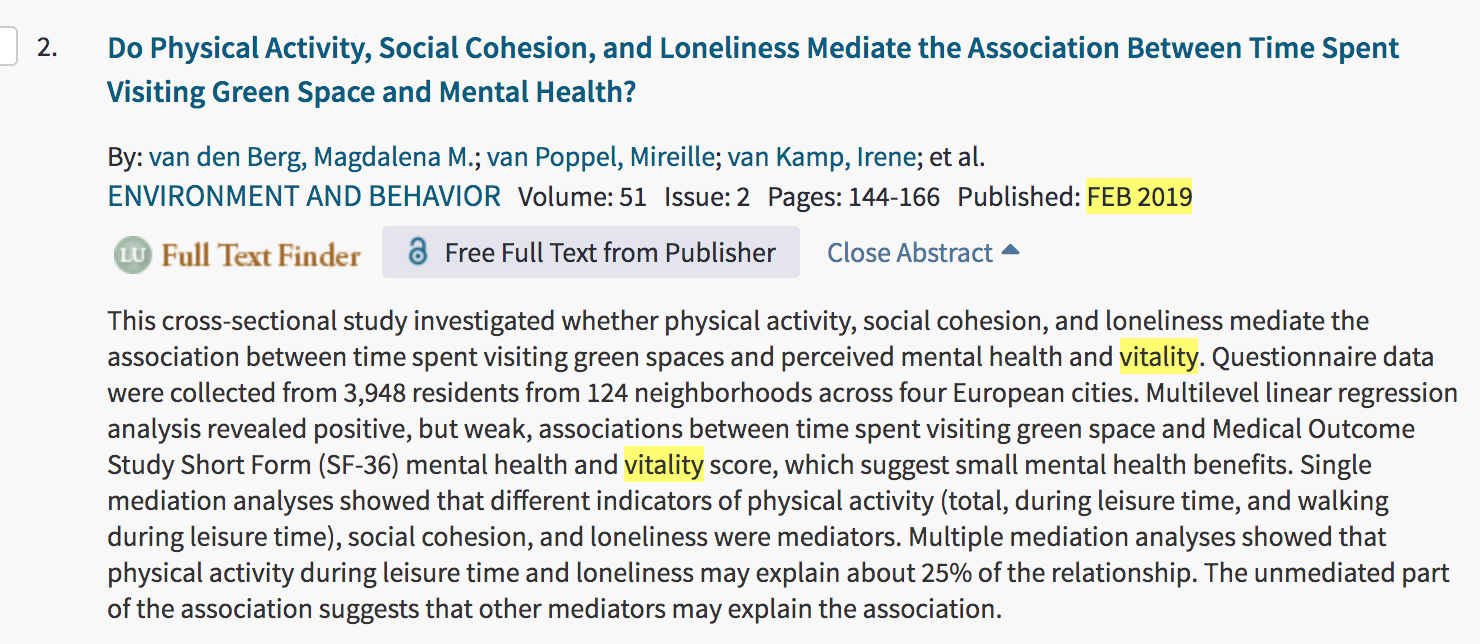 2. Do Physical Activity, Social Cohesion, and Loneliness Mediate the Association Between Time Spent
Visiting Green Space and Mental Health?
By: van den Berg, Magdalena M.; van Poppel, Mireille; van Kamp, Irene; et al.
ENVIRONMENT AND BEHAVIOR Volume: 51 Issue: 2 Pages: 144-166 Published: FEB 2019
LU Full Text Finder Free Full Text from Publisher Close Abstract
This cross-sectional study investigated whether physical activity, social cohesion, and loneliness mediate the
association between time spent visiting green spaces and perceived mental health and vitality. Questionnaire data
were collected from 3,948 residents from 124 neighborhoods across four European cities. Multilevel linear regression
analysis revealed positive, but weak, associations between time spent visiting green space and Medical Outcome
Study Short Form (SF-36) mental health and vitality score, which suggest small mental health benefits. Single
mediation analyses showed that different indicators of physical activity (total, during leisure time, and walking
during leisure time), social cohesion, and loneliness were mediators. Multiple mediation analyses showed that
physical activity during leisure time and loneliness may explain about 25% of the relationship. The unmediated part
of the association suggests that other mediators may explain the association.